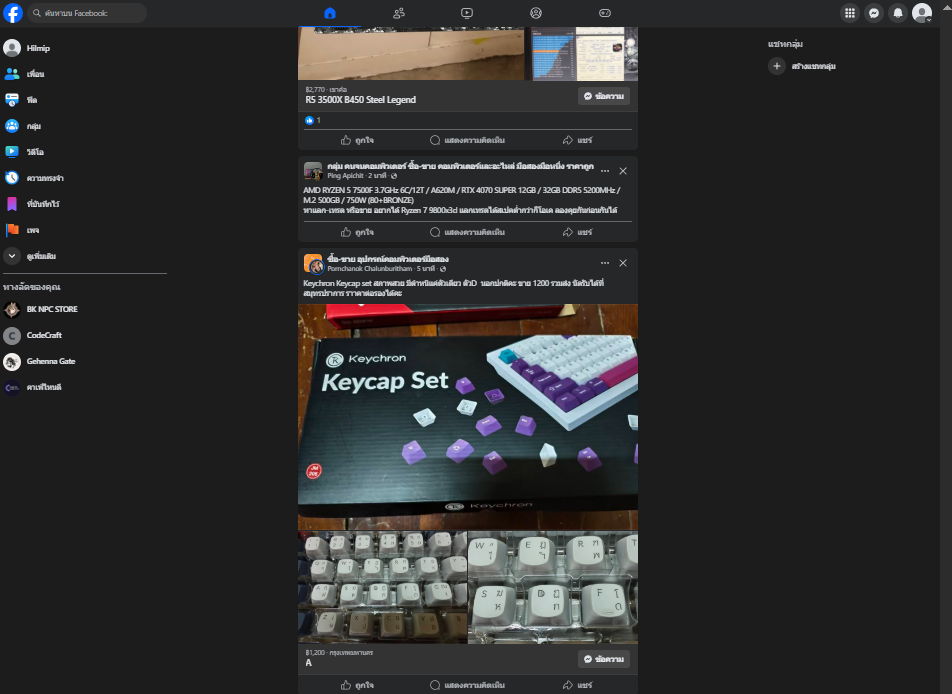 ค้นหาบน Facebook
Hilmip
เพื่อน
ฟีด
กลุ่ม
วิดีโอ
ความทรงจำ
ที่บันทึกไว้
เพจ
ดูเพิ่มเติม
ทางลัดของคุณ
BK NPC STORE
CodeCraft
Gehenna Gate
คาเฟ่ไหนดี
฿2,770 · เขาค้อ
R5 3500X B450 Steel Legend
ข้อความ
1
ถูกใจ
แสดงความคิดเห็น
แชร์
กลุ่ม คนจนคอมพิวเตอร์ ซื้อ-ขาย คอมพิวเตอร์และอะไหล่ มือสองมือหนึ่ง ราคาถูก
Ping Apichit · 2 นาที ·
AMD RYZEN 5 7500F 3.7GHz 6C/12T / A620M / RTX 4070 SUPER 12GB / 32GB DDR5 5200MHz /
M.2 500GB / 750W (80+BRONZE)
หาแลก-เทรด หรือขาย อยากได้ Ryzen 7 9800x3d แลกเทรดได้สเปคต่ำกว่าก็โอเค ลองคุยกันก่อนกันได้
ถูกใจ
แสดงความคิดเห็น
แชร์
ซื้อ-ขาย อุปกรณ์คอมพิวเตอร์มือสอง
Pornchanok Chalunburitham · 5 นาที ·
Keychron Keycap set สภาพสวย มีตำหนิแค่ตัวเดียว ตัวD นอกปกติคะ ขาย 1200 รวมส่ง นัดรับได้ที่
สมุทรปราการ ราาคาต่อรองได้คะ
Keychron
Keycap Set
Keychron
W
E
R
T
S
D
F
฿1,200 · กรุงเทพมหานคร
A
ข้อความ
ถูกใจ
แสดงความคิดเห็น
แชร์
แชทกลุ่ม
สร้างแชทกลุ่ม